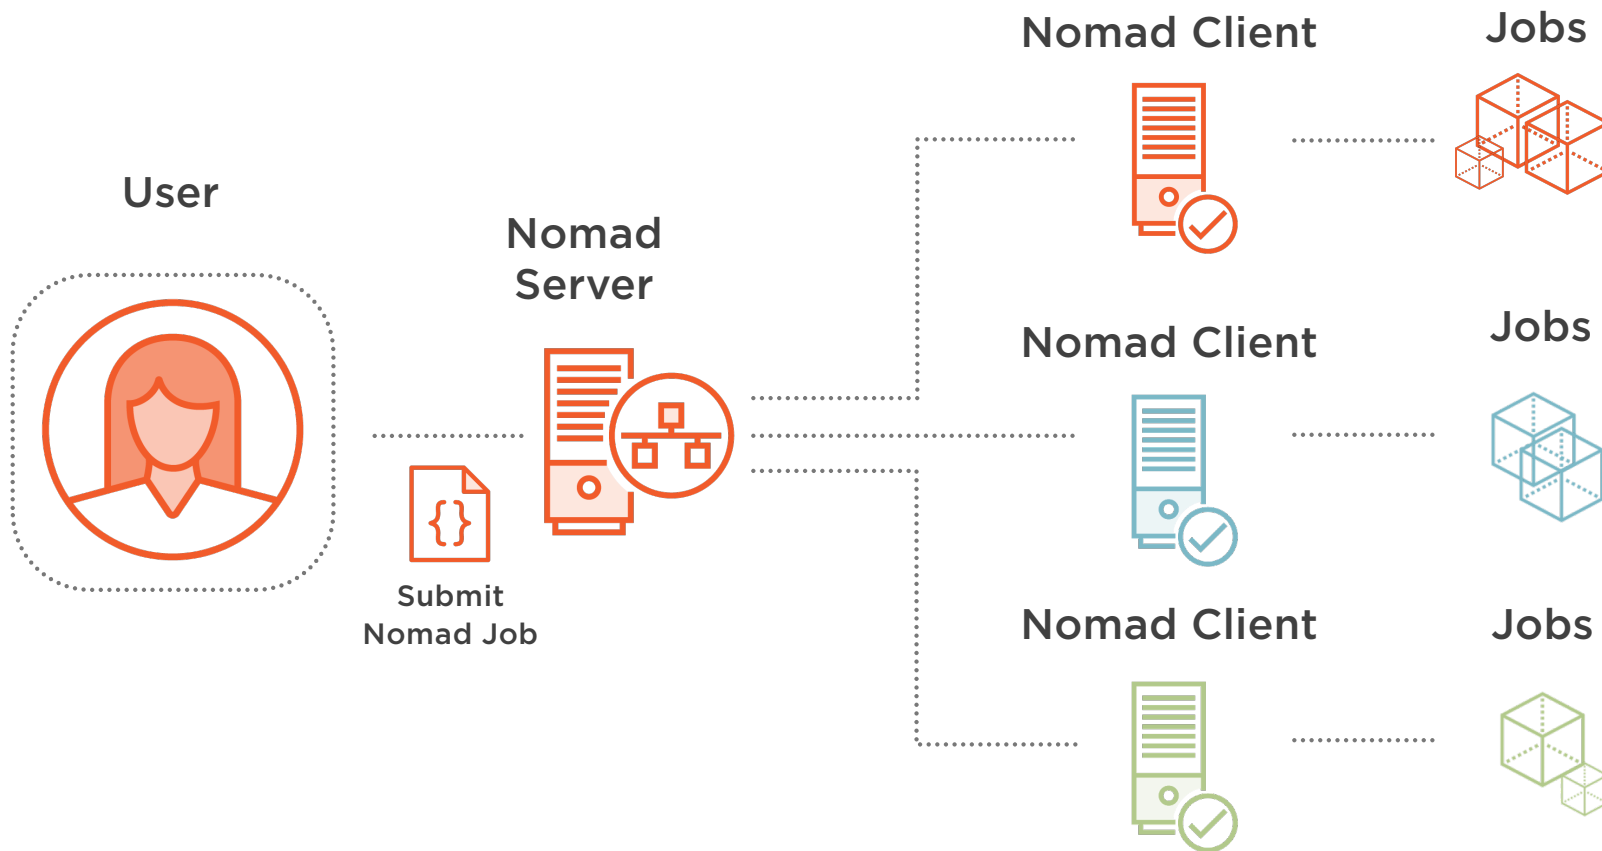 User
Nomad
Server
{}
Submit
Nomad Job
Nomad Client
Jobs
Nomad Client
Jobs
Nomad Client
Jobs